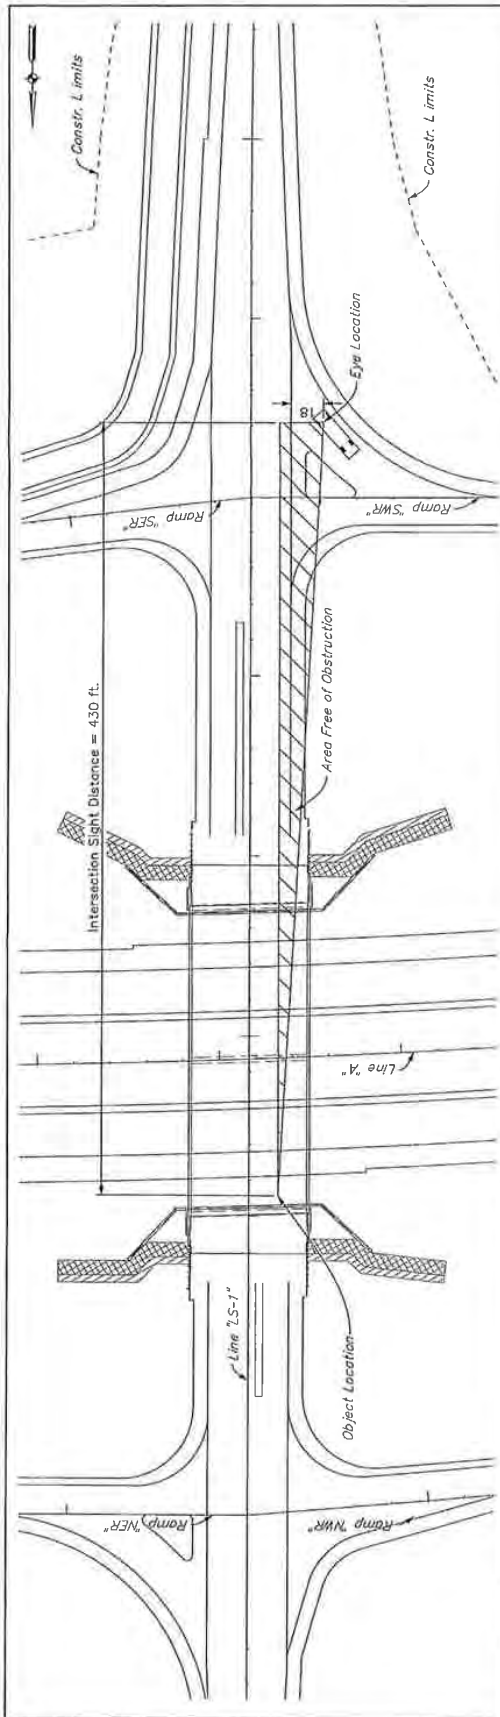 Constr. Limits
Constr. Limits
18
Eye Location
Ramp "SER"
Ramp "SWR"
Area Free of Obstruction
Intersection Sight Distance = 430 ft.
Line "A"
Line "LS-1"
Object Location
Ramp "NER"
Ramp "NWR"